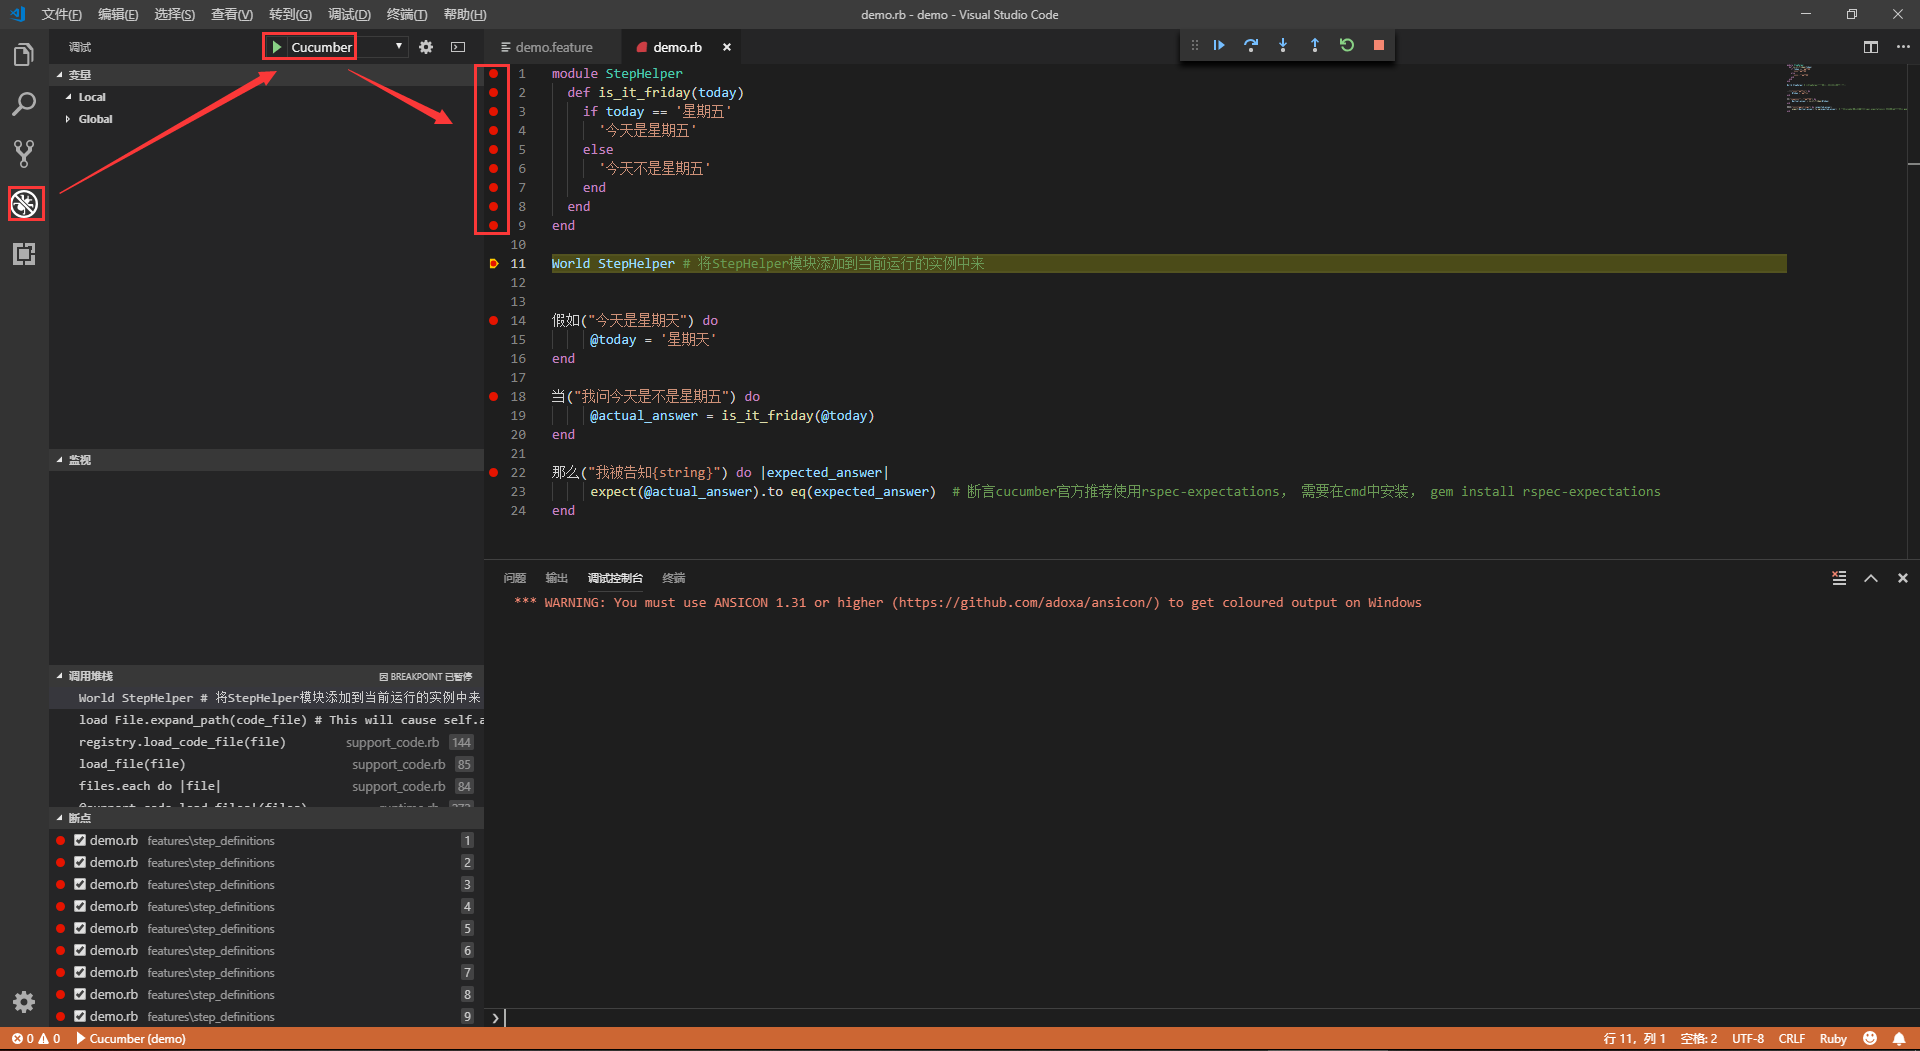 文件(F) 编辑(E) 选择(S) 查看(V) 转到(G) 调试(D) 终端(T) 帮助(H)
demo.rb - demo - Visual Studio Code
调试
Cucumber
demo.feature
demo.rb
变量
Local
Global
1 module StepHelper
2 def is_it_friday(today)
3 if today == '星期五'
4 '今天是星期五'
5 else
6 '今天不是星期五'
7 end
8 end
9 end
10
11 World StepHelper # 将StepHelper模块添加到当前运行的实例中来
12
13
14 假如("今天是星期天") do
15 @today = '星期天'
16 end
17
18 当("我问今天是不是星期五") do
19 @actual_answer = is_it_friday(@today)
20 end
21
22 那么("我被告知{string}") do |expected_answer|
23 expect(@actual_answer).to eq(expected_answer) # 断言cucumber官方推荐使用rspec-expectations， 需要在cmd中安装， gem install rspec-expectations
24 end
监视
问题 输出 调试控制台 终端
*** WARNING: You must use ANSICON 1.31 or higher (https://github.com/adoxa/ansicon/) to get coloured output on Windows
调用堆栈 因 BREAKPOINT 已暂停
World StepHelper # 将StepHelper模块添加到当前运行的实例中来
load File.expand_path(code_file) # This will cause self.a
registry.load_code_file(file) support_code.rb 144
load_file(file) support_code.rb 85
files.each do |file| support_code.rb 84
断点
demo.rb features\step_definitions 1
demo.rb features\step_definitions 2
demo.rb features\step_definitions 3
demo.rb features\step_definitions 4
demo.rb features\step_definitions 5
demo.rb features\step_definitions 6
demo.rb features\step_definitions 7
demo.rb features\step_definitions 8
demo.rb features\step_definitions 9
0 0 Cucumber (demo)
行 11，列 1 空格: 2 UTF-8 CRLF Ruby